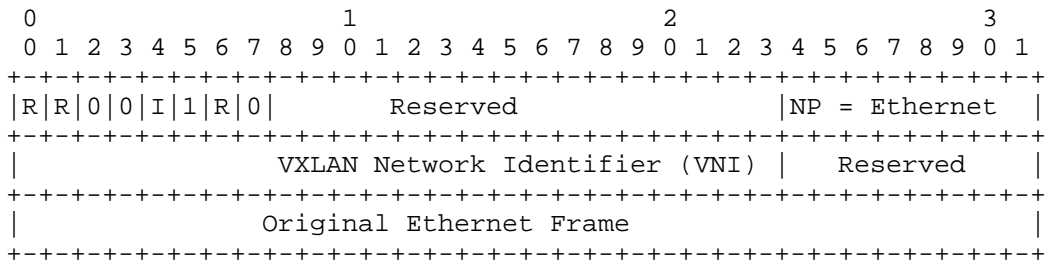 0                   1                   2                   3
 0 1 2 3 4 5 6 7 8 9 0 1 2 3 4 5 6 7 8 9 0 1 2 3 4 5 6 7 8 9 0 1
+-+-+-+-+-+-+-+-+-+-+-+-+-+-+-+-+-+-+-+-+-+-+-+-+-+-+-+-+-+-+-+-+
|R|R|0|0|I|1|R|0|       Reserved                |NP = Ethernet  |
+-+-+-+-+-+-+-+-+-+-+-+-+-+-+-+-+-+-+-+-+-+-+-+-+-+-+-+-+-+-+-+-+
|                VXLAN Network Identifier (VNI) |   Reserved    |
+-+-+-+-+-+-+-+-+-+-+-+-+-+-+-+-+-+-+-+-+-+-+-+-+-+-+-+-+-+-+-+-+
|               Original Ethernet Frame                         |
+-+-+-+-+-+-+-+-+-+-+-+-+-+-+-+-+-+-+-+-+-+-+-+-+-+-+-+-+-+-+-+-+